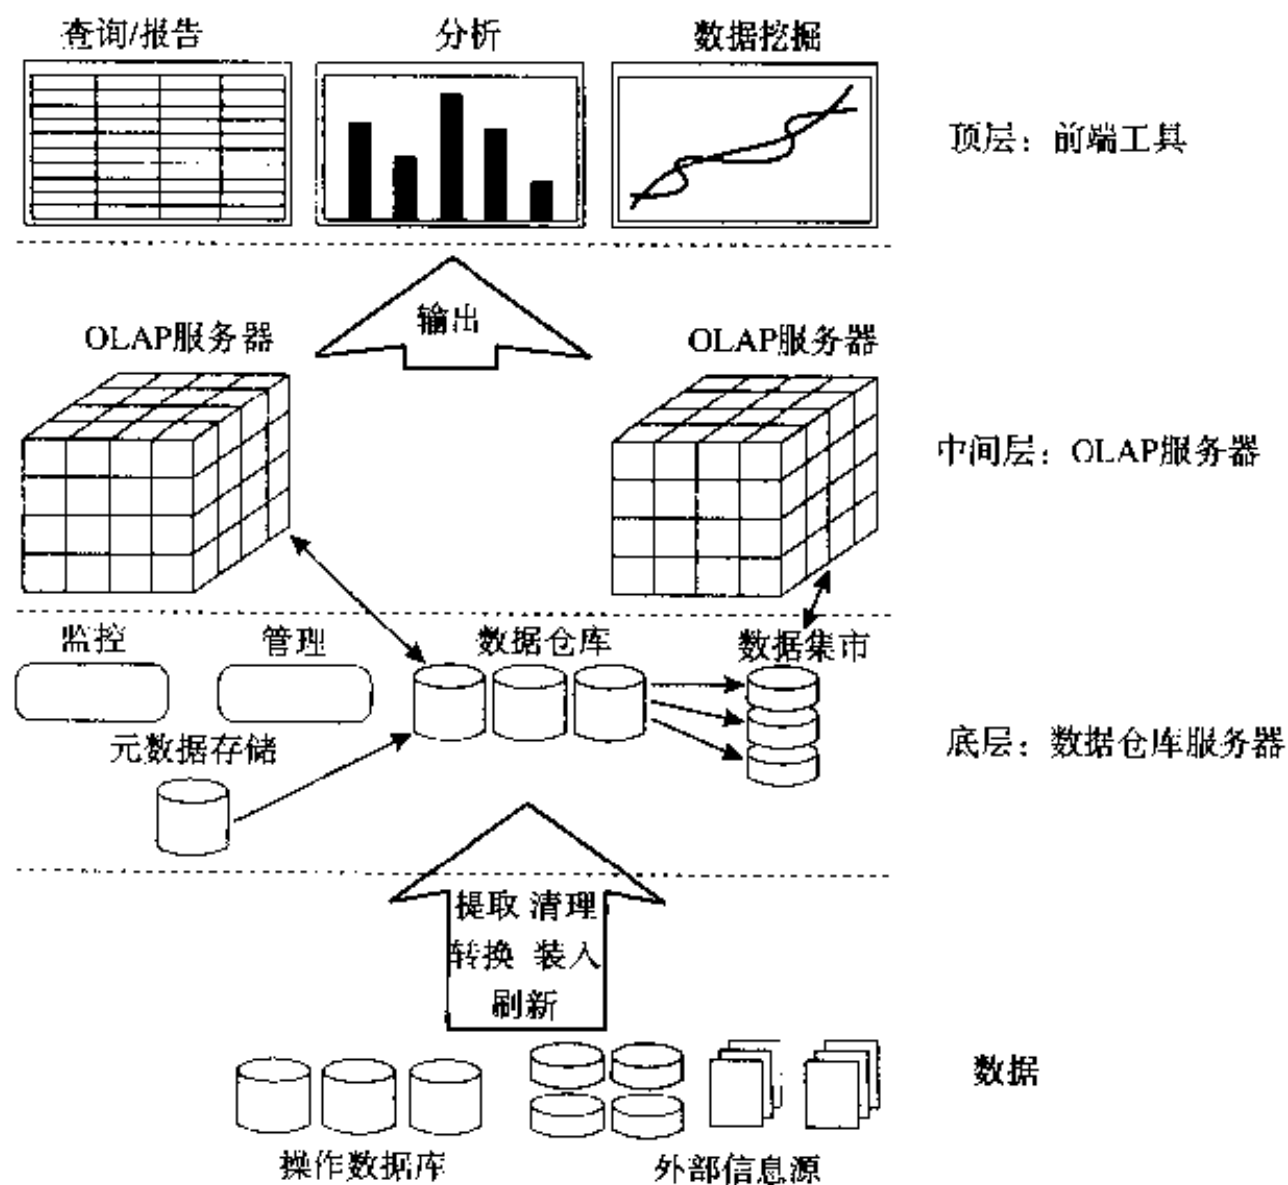 查询/报告
分析
数据挖掘
顶层：前端工具
输出
OLAP服务器
OLAP服务器
中间层：OLAP服务器
监控
管理
数据仓库
数据集市
元数据存储
底层：数据仓库服务器
提取 清理
转换 装入
刷新
数据
操作数据库
外部信息源